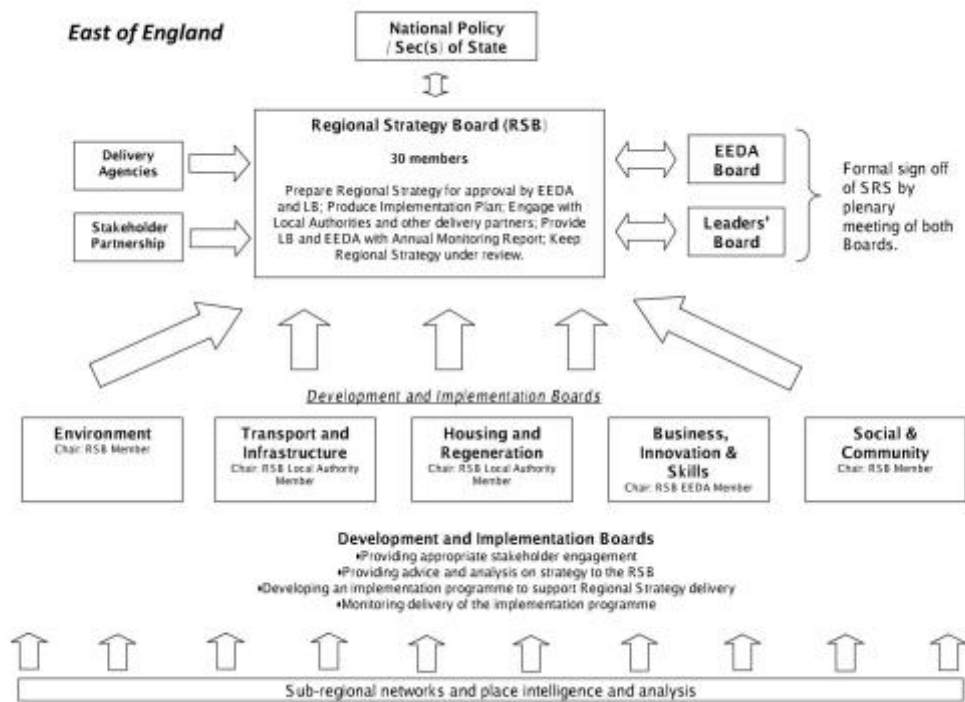 East of England
National Policy
/ Sec(s) of State
Regional Strategy Board (RSB)
30 members
Prepare Regional Strategy for approval by EEDA
and LB; Produce Implementation Plan; Engage with
Local Authorities and other delivery partners; Provide
LB and EEDA with Annual Monitoring Report; Keep
Regional Strategy under review.
Delivery
Agencies
Stakeholder
Partnership
EEDA
Board
Leaders'
Board
Formal sign off
of SRS by
plenary
meeting of both
Boards.
Development and Implementation Boards
Environment
Chair: RSB Member
Transport and
Infrastructure
Chair: RSB Local Authority
Member
Housing and
Regeneration
Chair: RSB Local Authority
Member
Business,
Innovation &
Skills
Chair: RSB EEDA Member
Social &
Community
Chair: RSB Member
Development and Implementation Boards
•Providing appropriate stakeholder engagement
•Providing advice and analysis on strategy to the RSB
•Developing an implementation programme to support Regional Strategy delivery
•Monitoring delivery of the implementation programme
Sub-regional networks and place intelligence and analysis